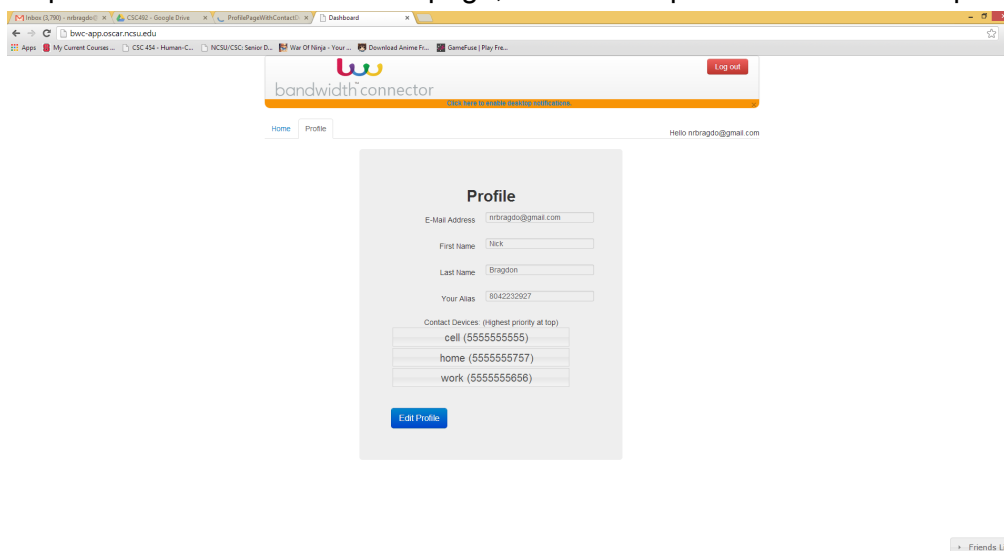 Inbox (3,790) - nrbragdo@
CSC492 - Google Drive
ProfilePageWithContactD
Dashboard
bwc-app.oscar.ncsu.edu
Apps
My Current Courses ...
CSC 454 - Human-C...
NCSU/CSC: Senior D...
War Of Ninja - Your ...
Download Anime Fr...
GameFuse | Play Fre...
bandwidth™connector
Log out
Click here to enable desktop notifications.
x
Home
Profile
Hello nrbragdo@gmail.com
Profile
E-Mail Address nrbragdo@gmail.com
First Name Nick
Last Name Bragdon
Your Alias 8042232927
Contact Devices: (Highest priority at top)
cell (5555555555)
home (5555555757)
work (5555555656)
Edit Profile
Friends L